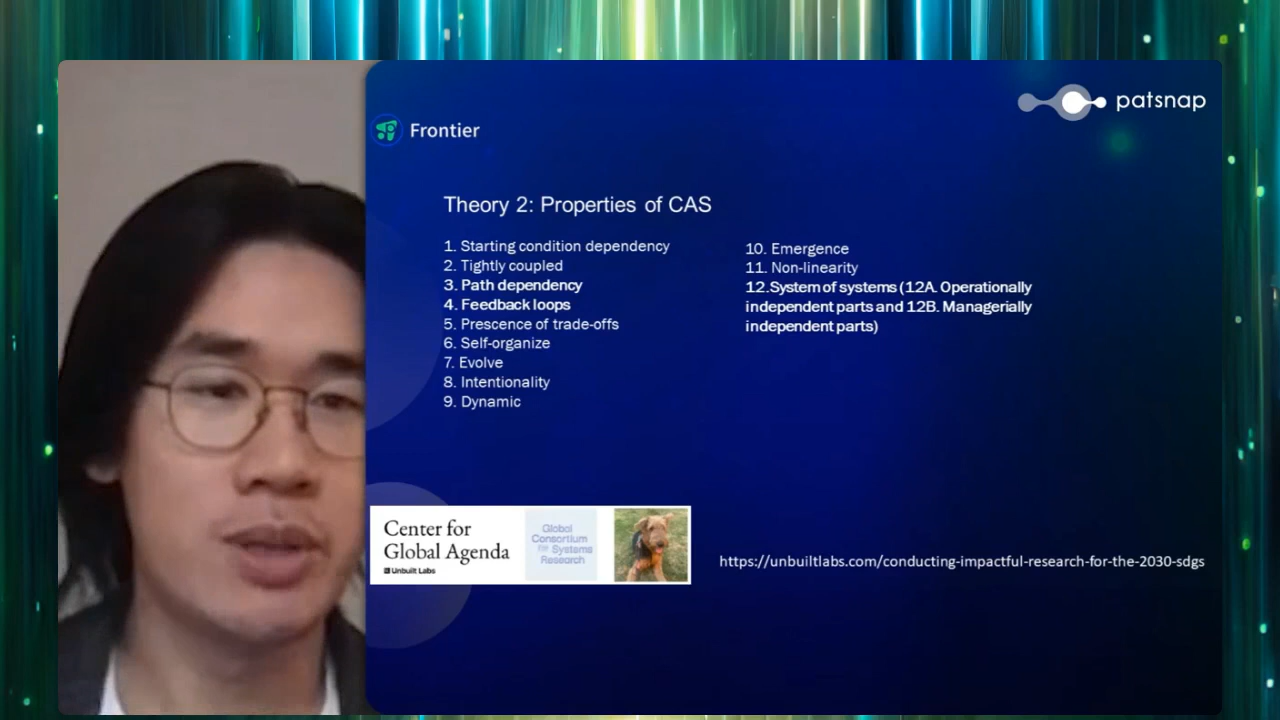 patsnap
Frontier
Theory 2: Properties of CAS
1. Starting condition dependency
2. Tightly coupled
3. Path dependency
4. Feedback loops
5. Prescence of trade-offs
6. Self-organize
7. Evolve
8. Intentionality
9. Dynamic
10. Emergence
11. Non-linearity
12.System of systems (12A. Operationally
independent parts and 12B. Managerially
independent parts)
Center for
Global Agenda
Unbuilt Labs
Global
Consortium
for Systems
Research
https://unbuiltlabs.com/conducting-impactful-research-for-the-2030-sdgs